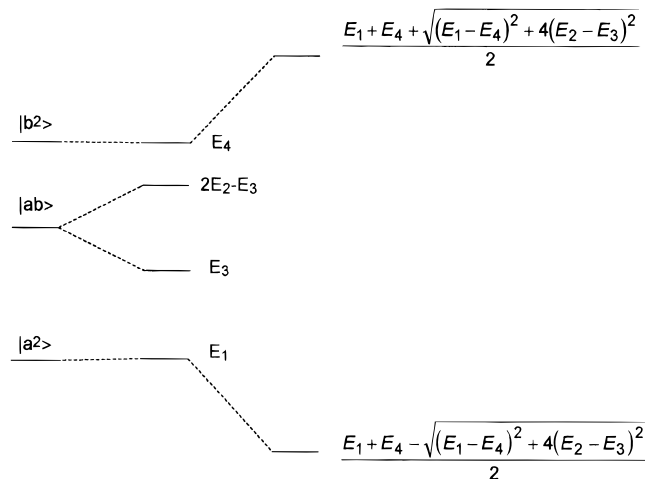 E₁ + E₄ + √((E₁ − E₄)² + 4(E₂ − E₃)²)
2
|b²>
E₄
2E₂-E₃
|ab>
E₃
|a²>
E₁
E₁ + E₄ − √((E₁ − E₄)² + 4(E₂ − E₃)²)
2